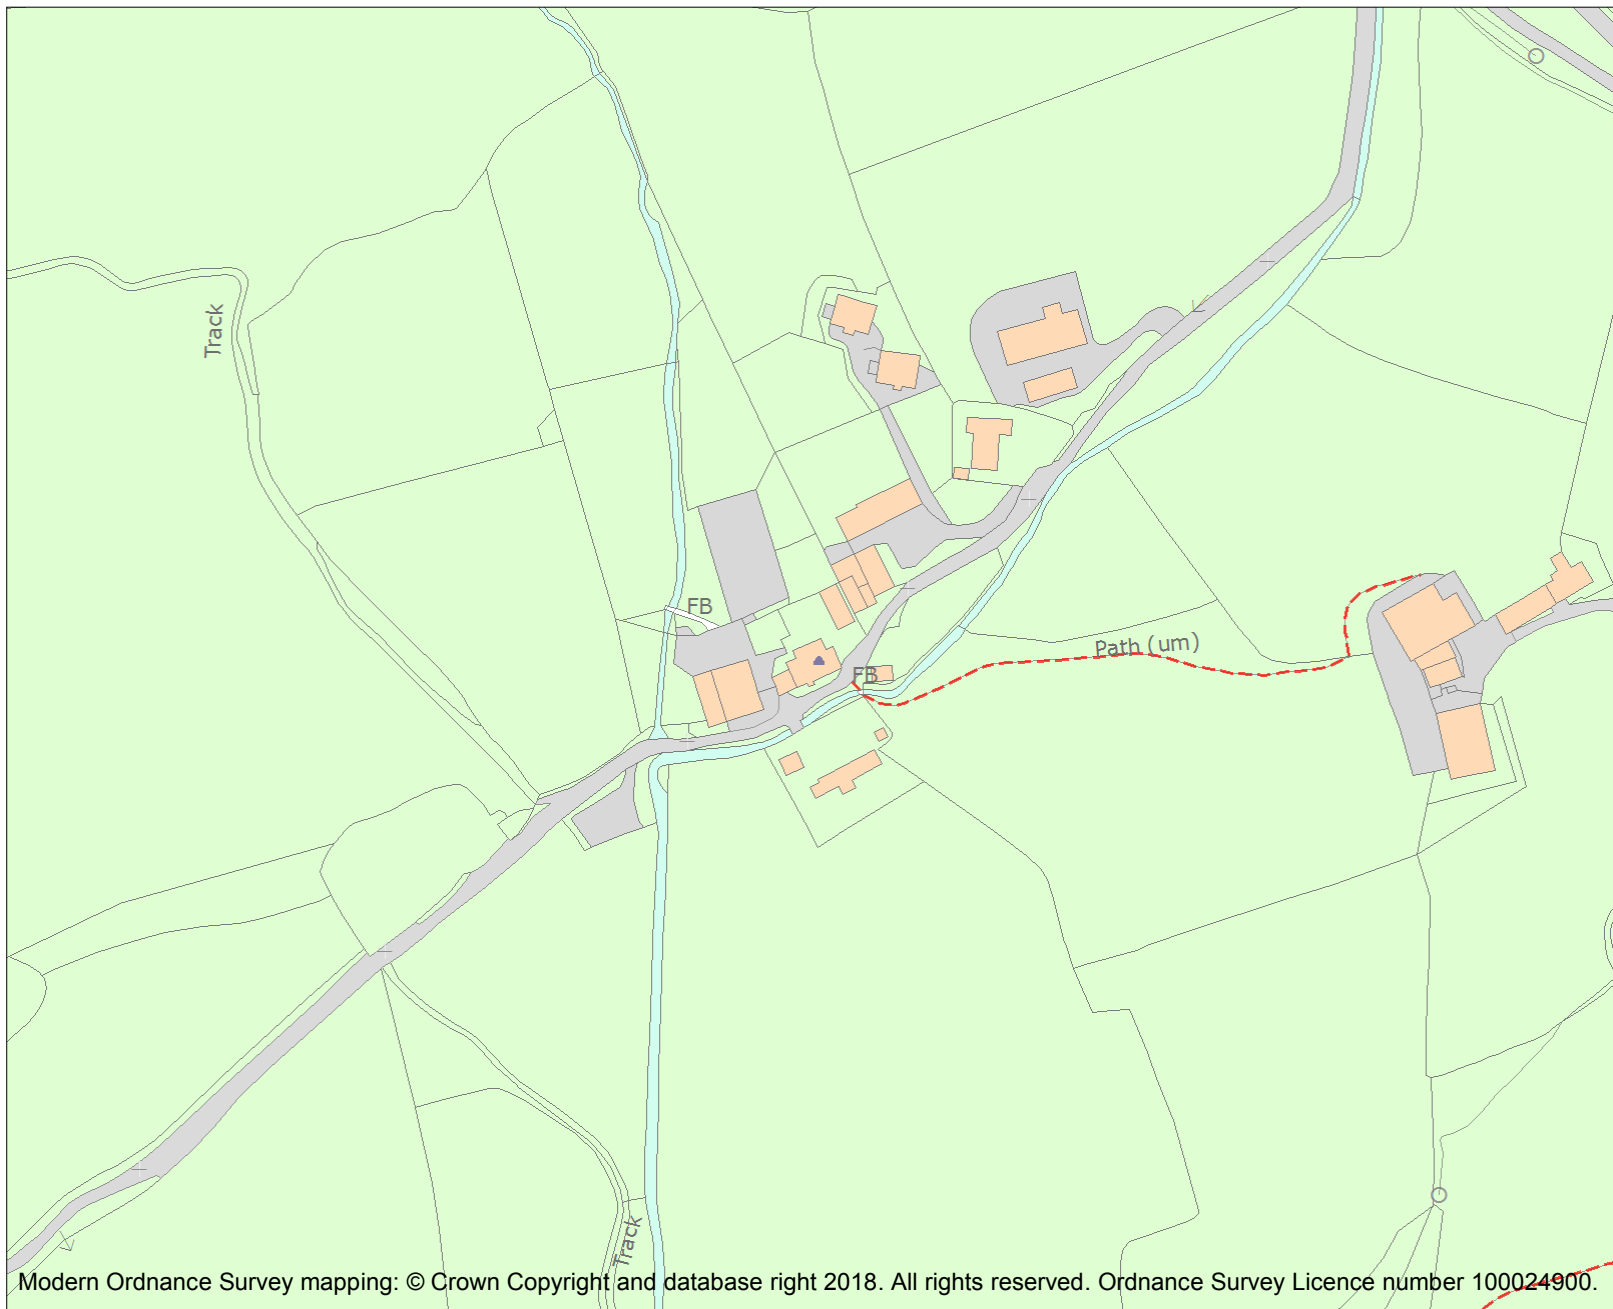 Track
FB
Path (um)
FB
Track
Modern Ordnance Survey mapping: © Crown Copyright and database right 2018. All rights reserved. Ordnance Survey Licence number 100024900.